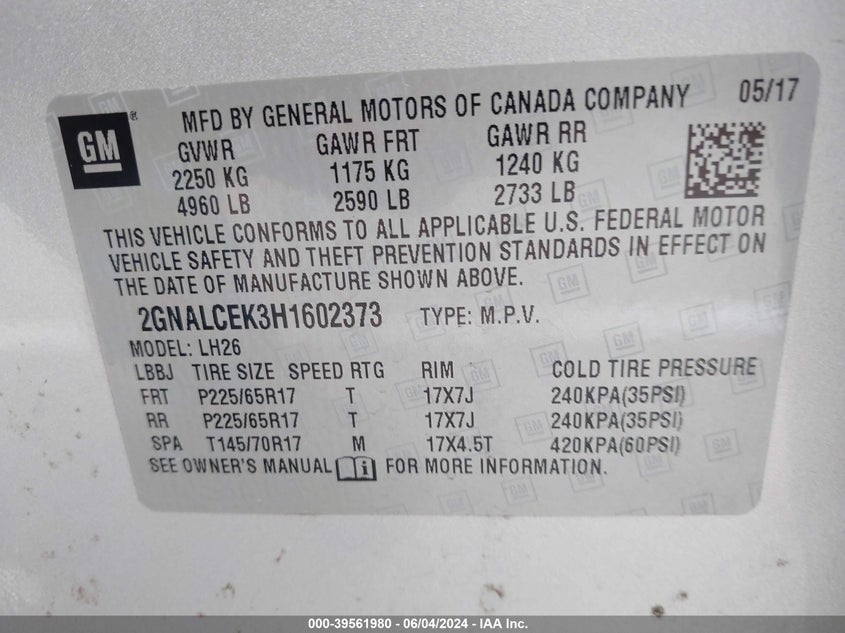 MFD BY GENERAL MOTORS OF CANADA COMPANY 05/17
GM®
GVWR GAWR FRT GAWR RR
2250 KG 1175 KG 1240 KG
4960 LB 2590 LB 2733 LB
THIS VEHICLE CONFORMS TO ALL APPLICABLE U.S. FEDERAL MOTOR
VEHICLE SAFETY AND THEFT PREVENTION STANDARDS IN EFFECT ON
THE DATE OF MANUFACTURE SHOWN ABOVE.
2GNALCEK3H1602373 TYPE: M.P.V.
MODEL: LH26
LBBJ TIRE SIZE SPEED RTG RIM COLD TIRE PRESSURE
FRT P225/65R17 T 17X7J 240KPA(35PSI)
RR P225/65R17 T 17X7J 240KPA(35PSI)
SPA T145/70R17 M 17X4.5T 420KPA(60PSI)
SEE OWNER'S MANUAL FOR MORE INFORMATION.
000-39561980 - 06/04/2024 - IAA Inc.